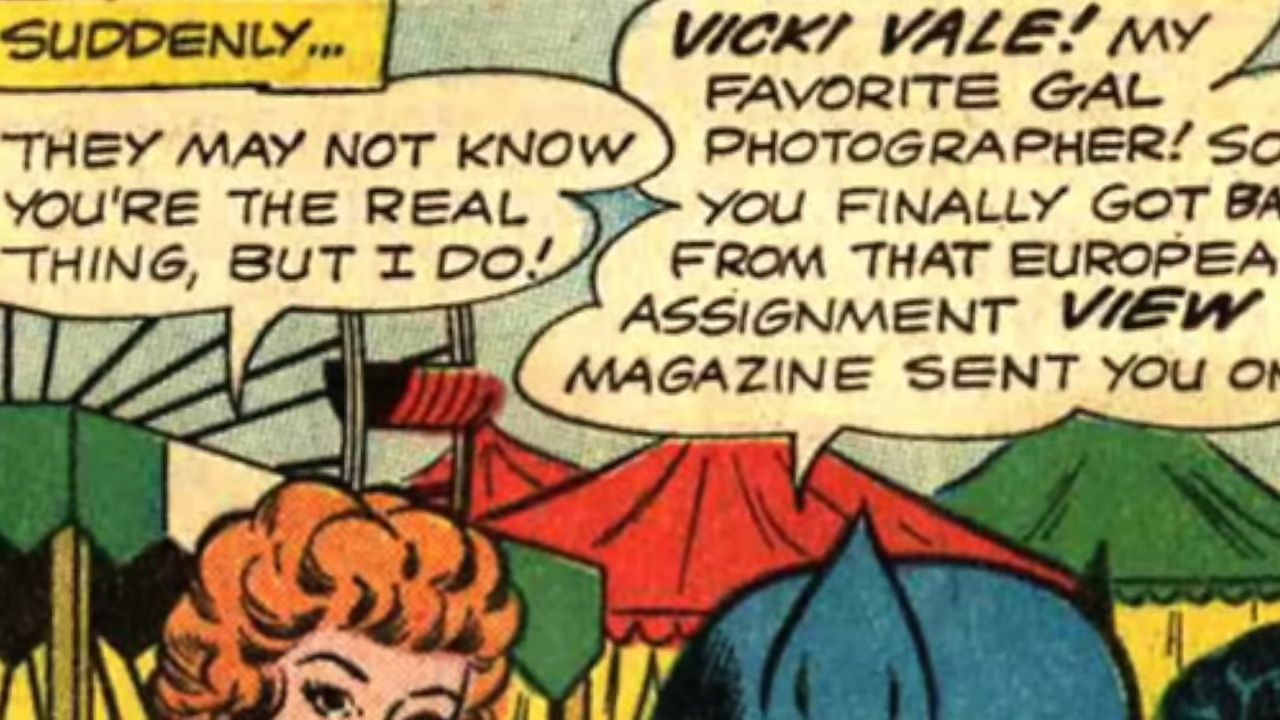 SUDDENLY...
THEY MAY NOT KNOW
YOU'RE THE REAL
THING, BUT I DO!
VICKI VALE! MY
FAVORITE GAL
PHOTOGRAPHER! SO
YOU FINALLY GOT
FROM THAT
ASSIGNMENT VIEW
MAGAZINE SENT YOU